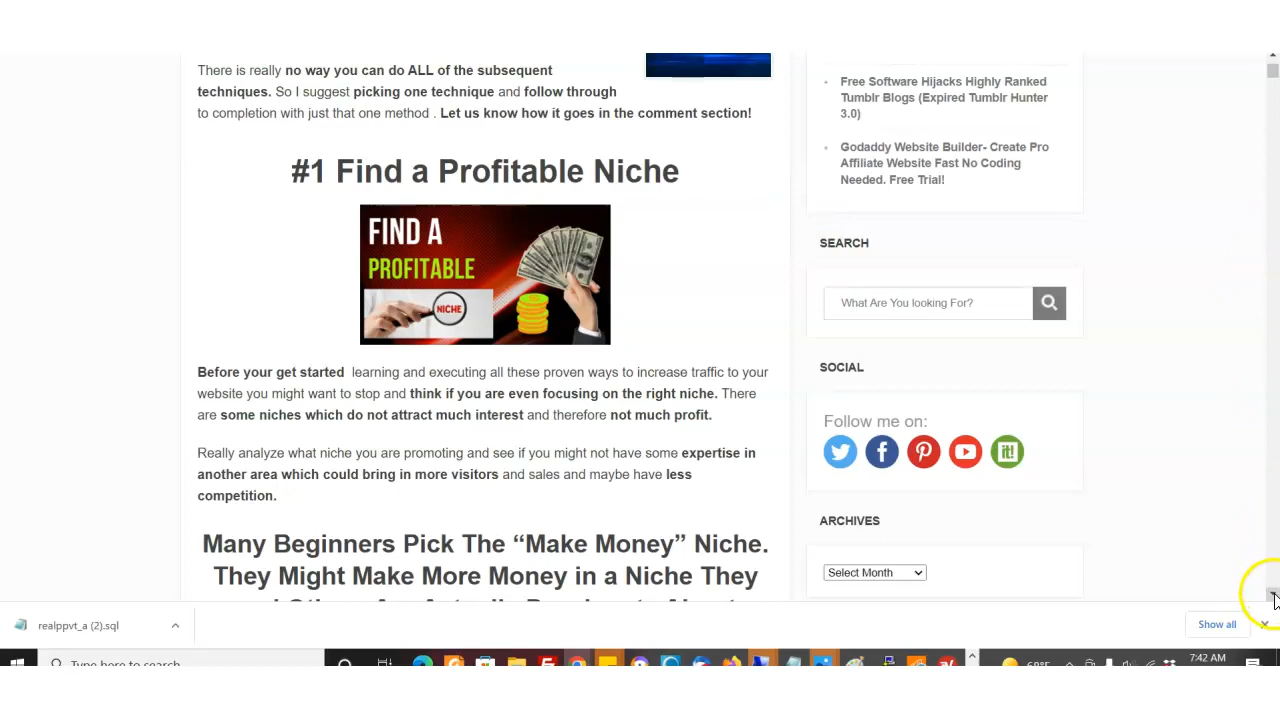 There is really no way you can do ALL of the subsequent
techniques. So I suggest picking one technique and follow through
to completion with just that one method . Let us know how it goes in the comment section!
#1 Find a Profitable Niche
FIND A
PROFITABLE
NICHE
Before your get started learning and executing all these proven ways to increase traffic to your
website you might want to stop and think if you are even focusing on the right niche. There
are some niches which do not attract much interest and therefore not much profit.
Really analyze what niche you are promoting and see if you might not have some expertise in
another area which could bring in more visitors and sales and maybe have less
competition.
Many Beginners Pick The “Make Money” Niche.
They Might Make More Money in a Niche They
Free Software Hijacks Highly Ranked
Tumblr Blogs (Expired Tumblr Hunter
3.0)
Godaddy Website Builder- Create Pro
Affiliate Website Fast No Coding
Needed. Free Trial!
SEARCH
What Are You looking For?
SOCIAL
Follow me on:
it!
ARCHIVES
Select Month
realppvt_a (2).sql
Show all
Type here to search
68°F
7:42 AM